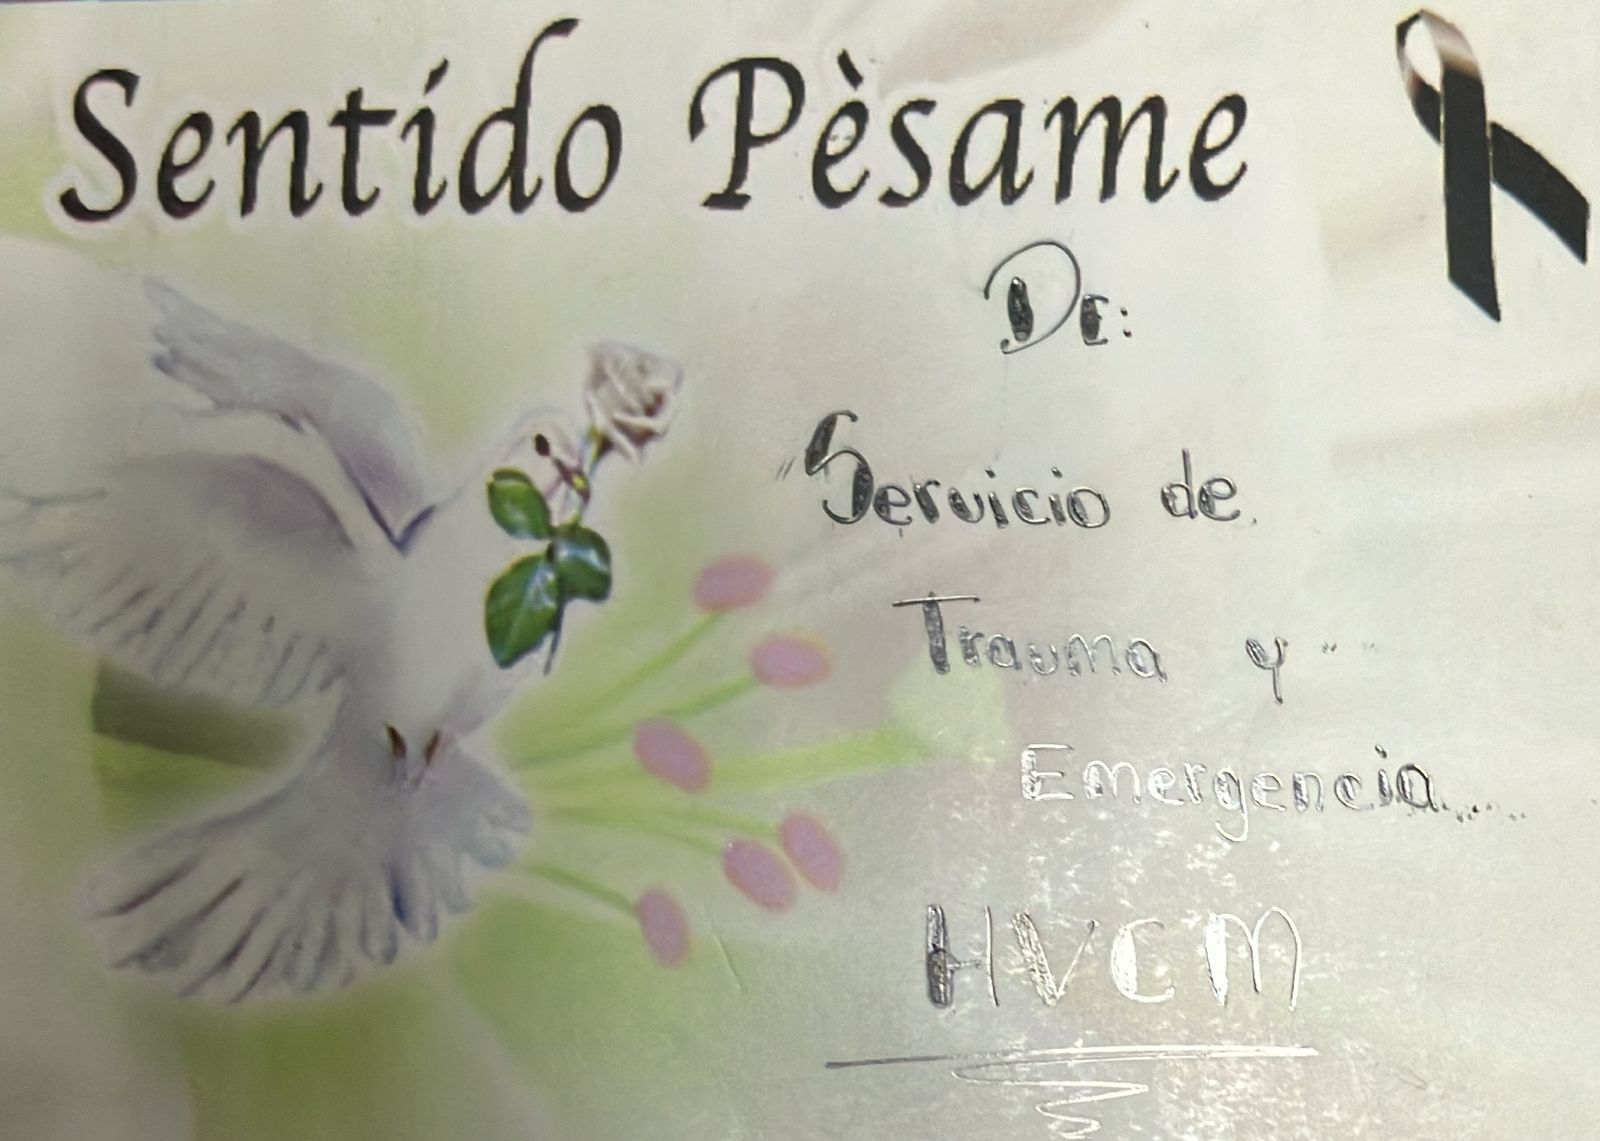 Sentido Pèsame
De:
"Servicio de
Trauma y "
Emergencia....
HVCM